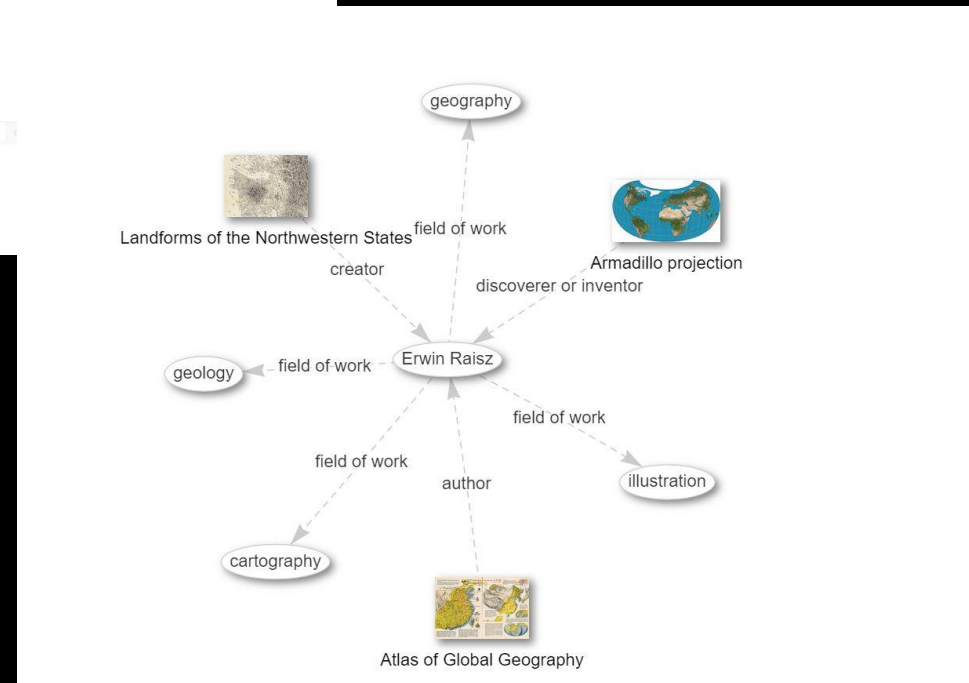 geography
Landforms of the Northwestern States
field of work
Armadillo projection
creator
discoverer or inventor
Erwin Raisz
geology
field of work
field of work
field of work
illustration
author
cartography
Atlas of Global Geography